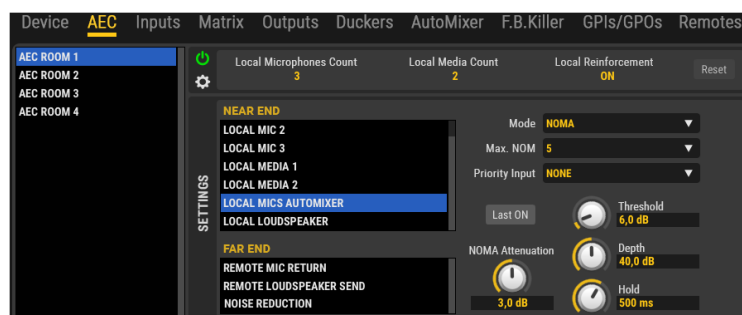 Device AEC Inputs Matrix Outputs Duckers AutoMixer F.B.Killer GPIs/GPOs Remotes
AEC ROOM 1
AEC ROOM 2
AEC ROOM 3
AEC ROOM 4
Local Microphones Count
3
Local Media Count
2
Local Reinforcement
ON
Reset
SETTINGS
NEAR END
LOCAL MIC 2
LOCAL MIC 3
LOCAL MEDIA 1
LOCAL MEDIA 2
LOCAL MICS AUTOMIXER
LOCAL LOUDSPEAKER
FAR END
REMOTE MIC RETURN
REMOTE LOUDSPEAKER SEND
NOISE REDUCTION
Mode NOMA
Max. NOM 5
Priority Input NONE
Last ON
Threshold
6,0 dB
NOMA Attenuation
3,0 dB
Depth
40,0 dB
Hold
500 ms